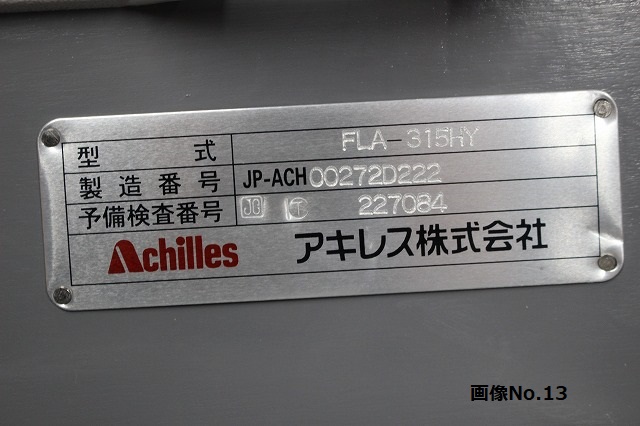 型式 FLA-315HY
製造番号 JP-ACH 00272D222
予備検査番号 JG 227084
Achilles アキレス株式会社
画像No.13